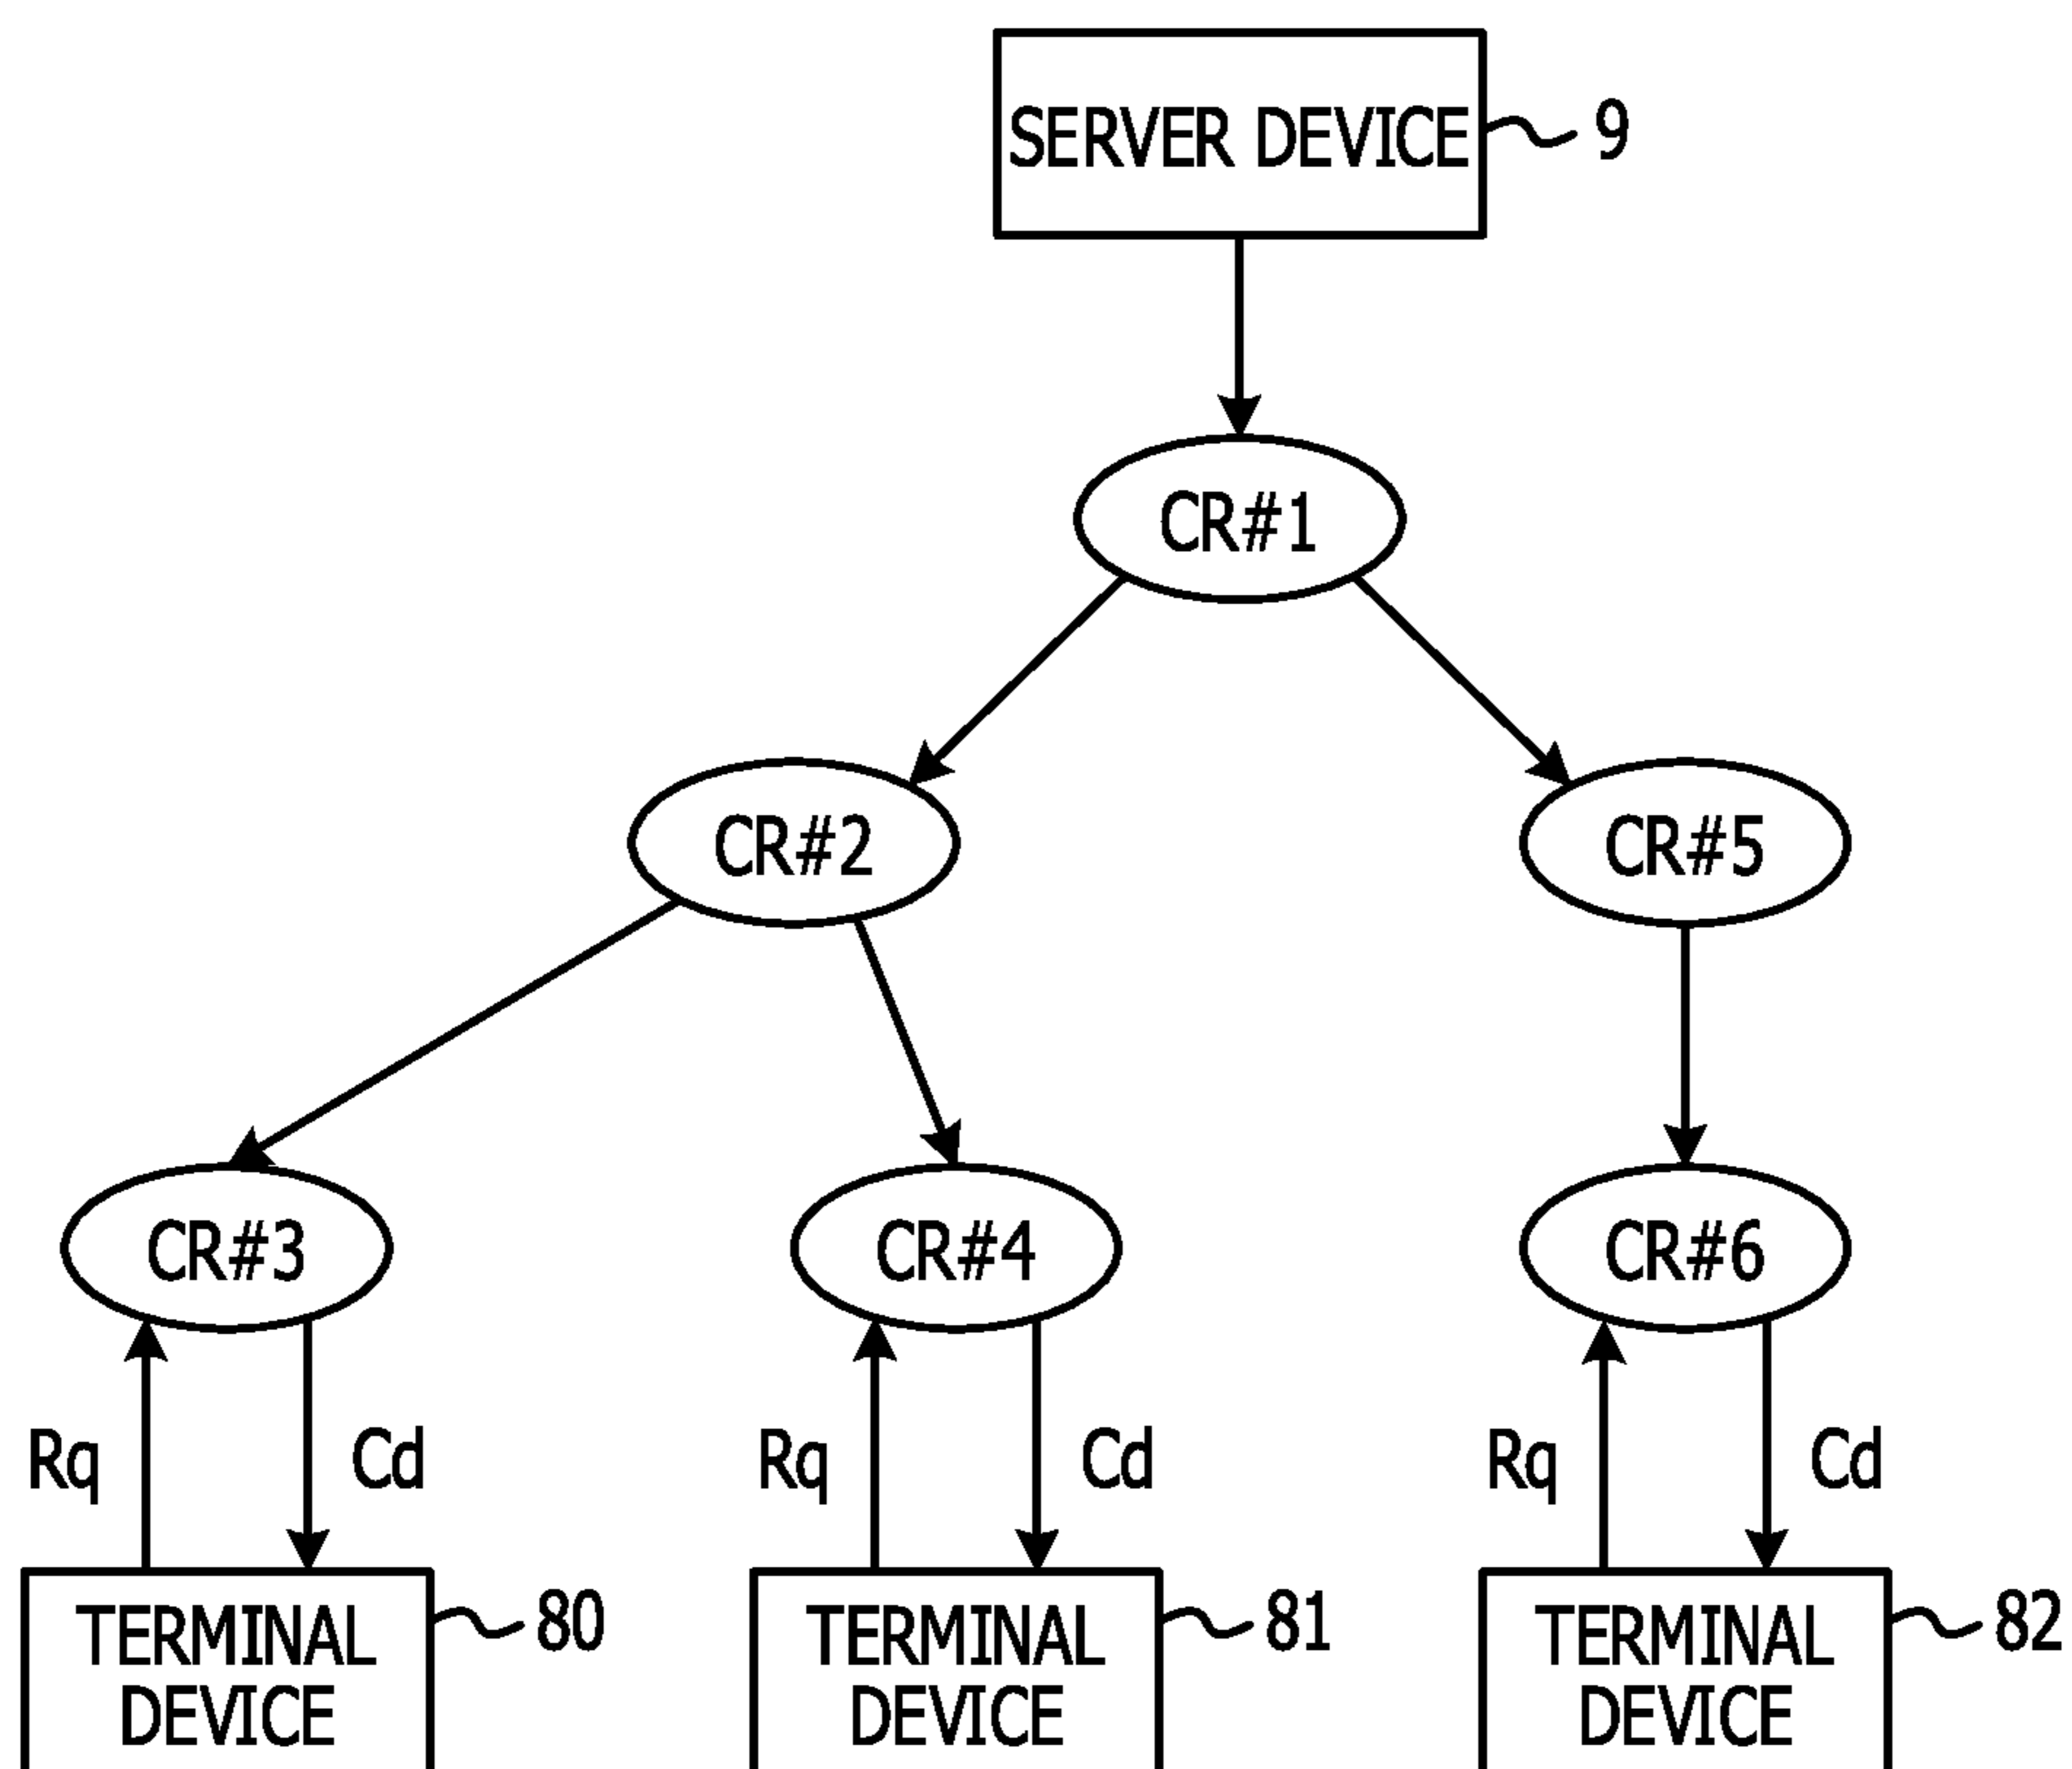 SERVER DEVICE 9
CR#1
CR#2
CR#5
CR#3
CR#4
CR#6
Rq
Cd
Rq
Cd
Rq
Cd
TERMINAL
DEVICE
80
TERMINAL
DEVICE
81
TERMINAL
DEVICE
82